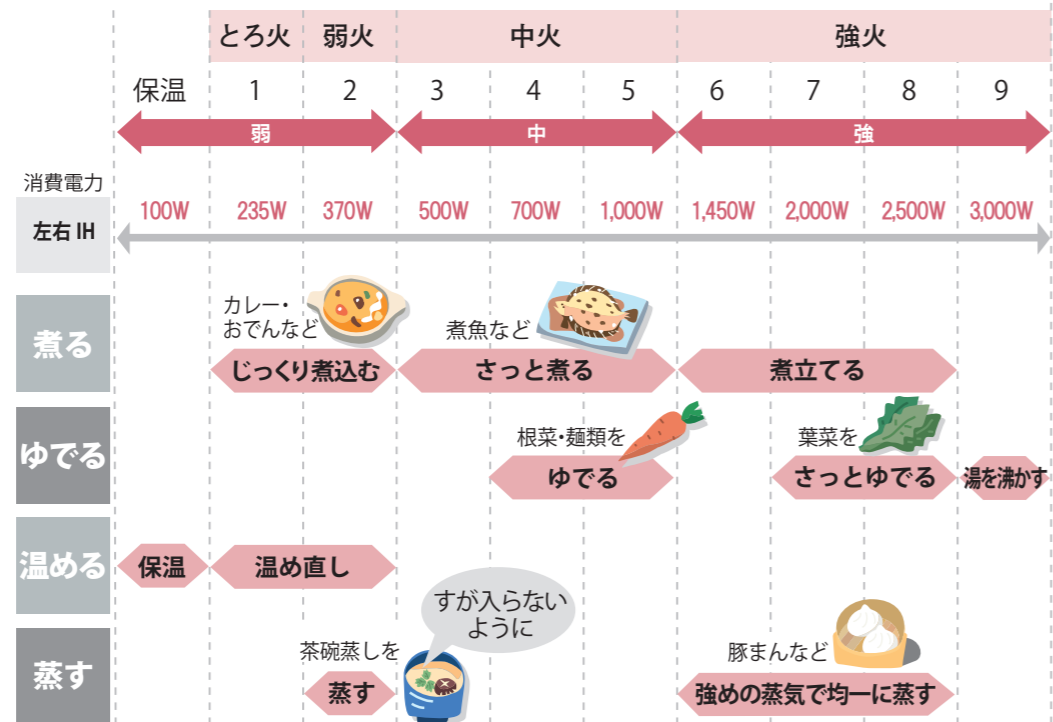 とろ火 弱火 中火 強火
保温 1 2 3 4 5 6 7 8 9
弱 中 強
消費電力
左右 IH 100W 235W 370W 500W 700W 1,000W 1,450W 2,000W 2,500W 3,000W
煮る
カレー・
おでんなど
じっくり煮込む
煮魚など
さっと煮る
煮立てる
ゆでる
根菜・麺類を
ゆでる
葉菜を
さっとゆでる
湯を沸かす
温める
保温
温め直し
蒸す
茶碗蒸しを
蒸す
すが入らない
ように
豚まんなど
強めの蒸気で均一に蒸す